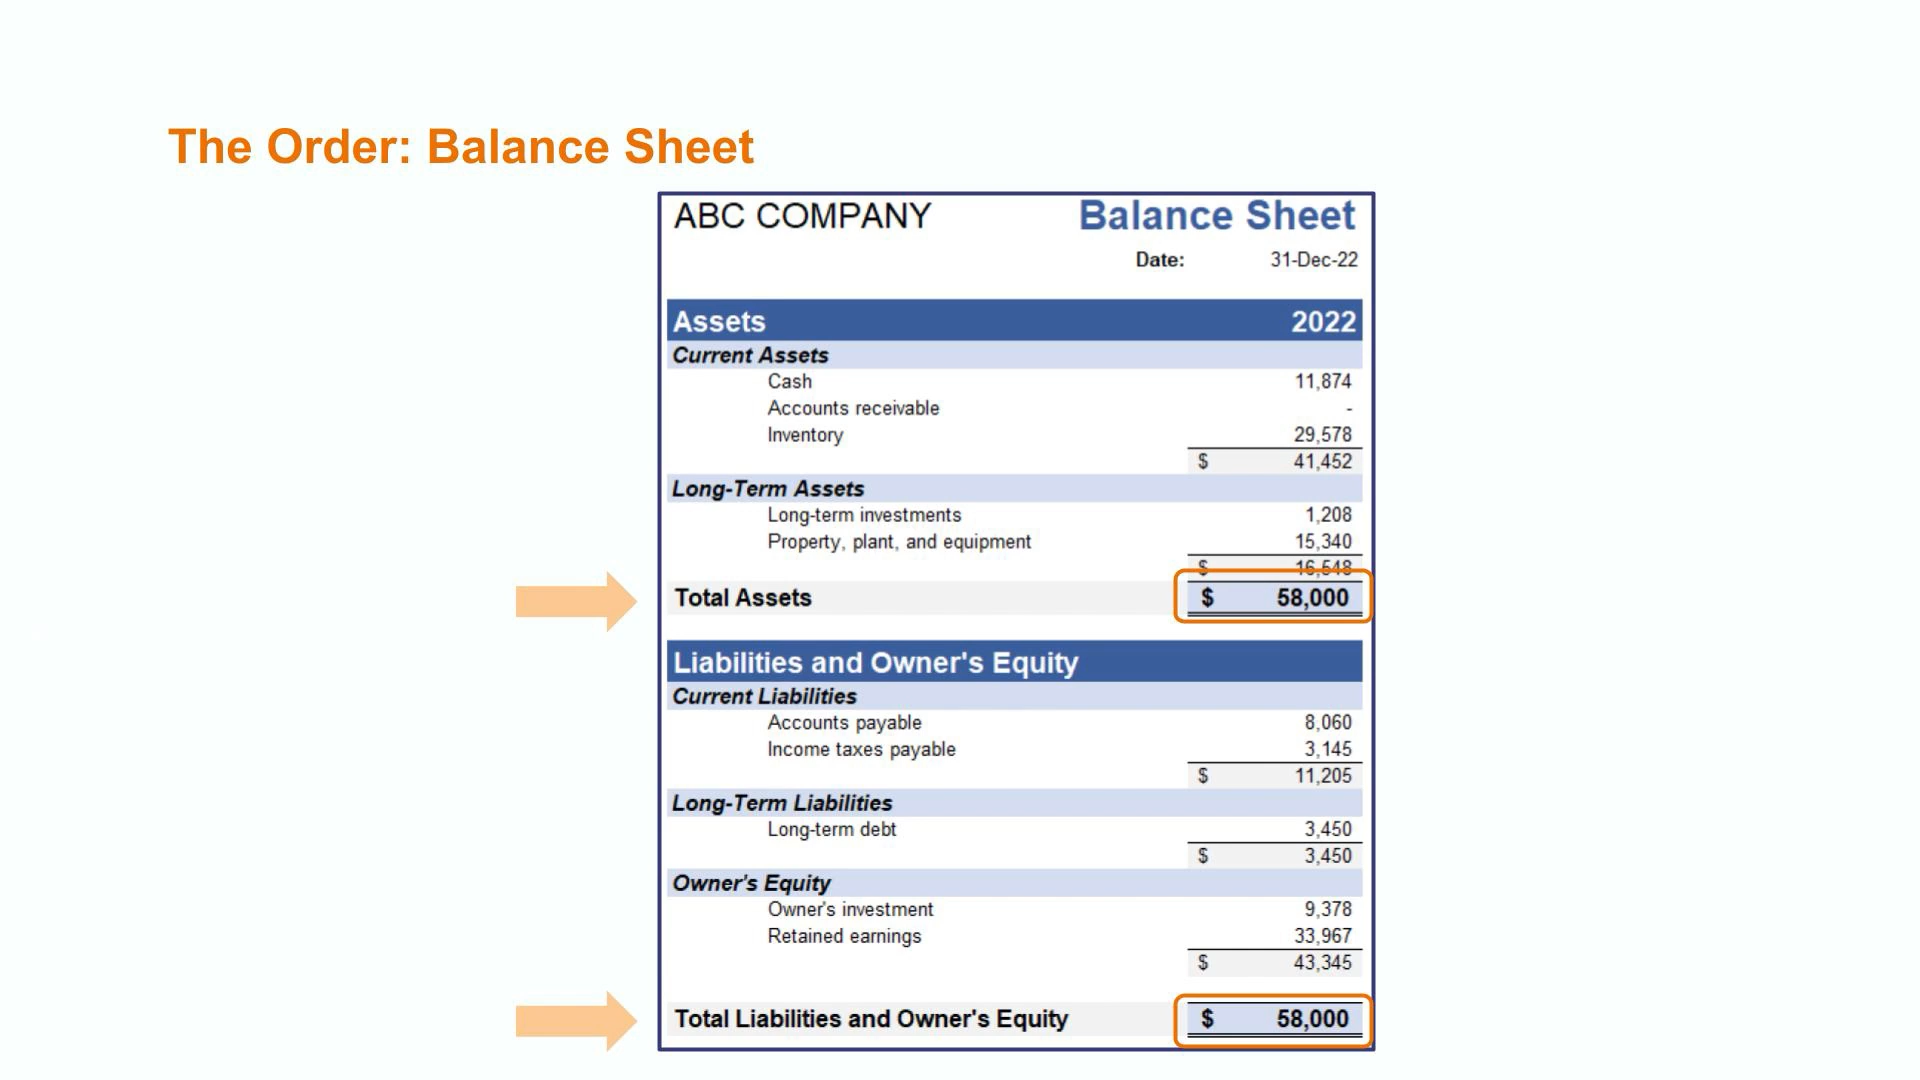 The Order: Balance Sheet
ABC COMPANY Balance Sheet
Date: 31-Dec-22
Assets 2022
Current Assets
Cash 11,874
Accounts receivable -
Inventory 29,578
$ 41,452
Long-Term Assets
Long-term investments 1,208
Property, plant, and equipment 15,340
$ 16,548
Total Assets $ 58,000
Liabilities and Owner's Equity
Current Liabilities
Accounts payable 8,060
Income taxes payable 3,145
$ 11,205
Long-Term Liabilities
Long-term debt 3,450
$ 3,450
Owner's Equity
Owner's investment 9,378
Retained earnings 33,967
$ 43,345
Total Liabilities and Owner's Equity $ 58,000